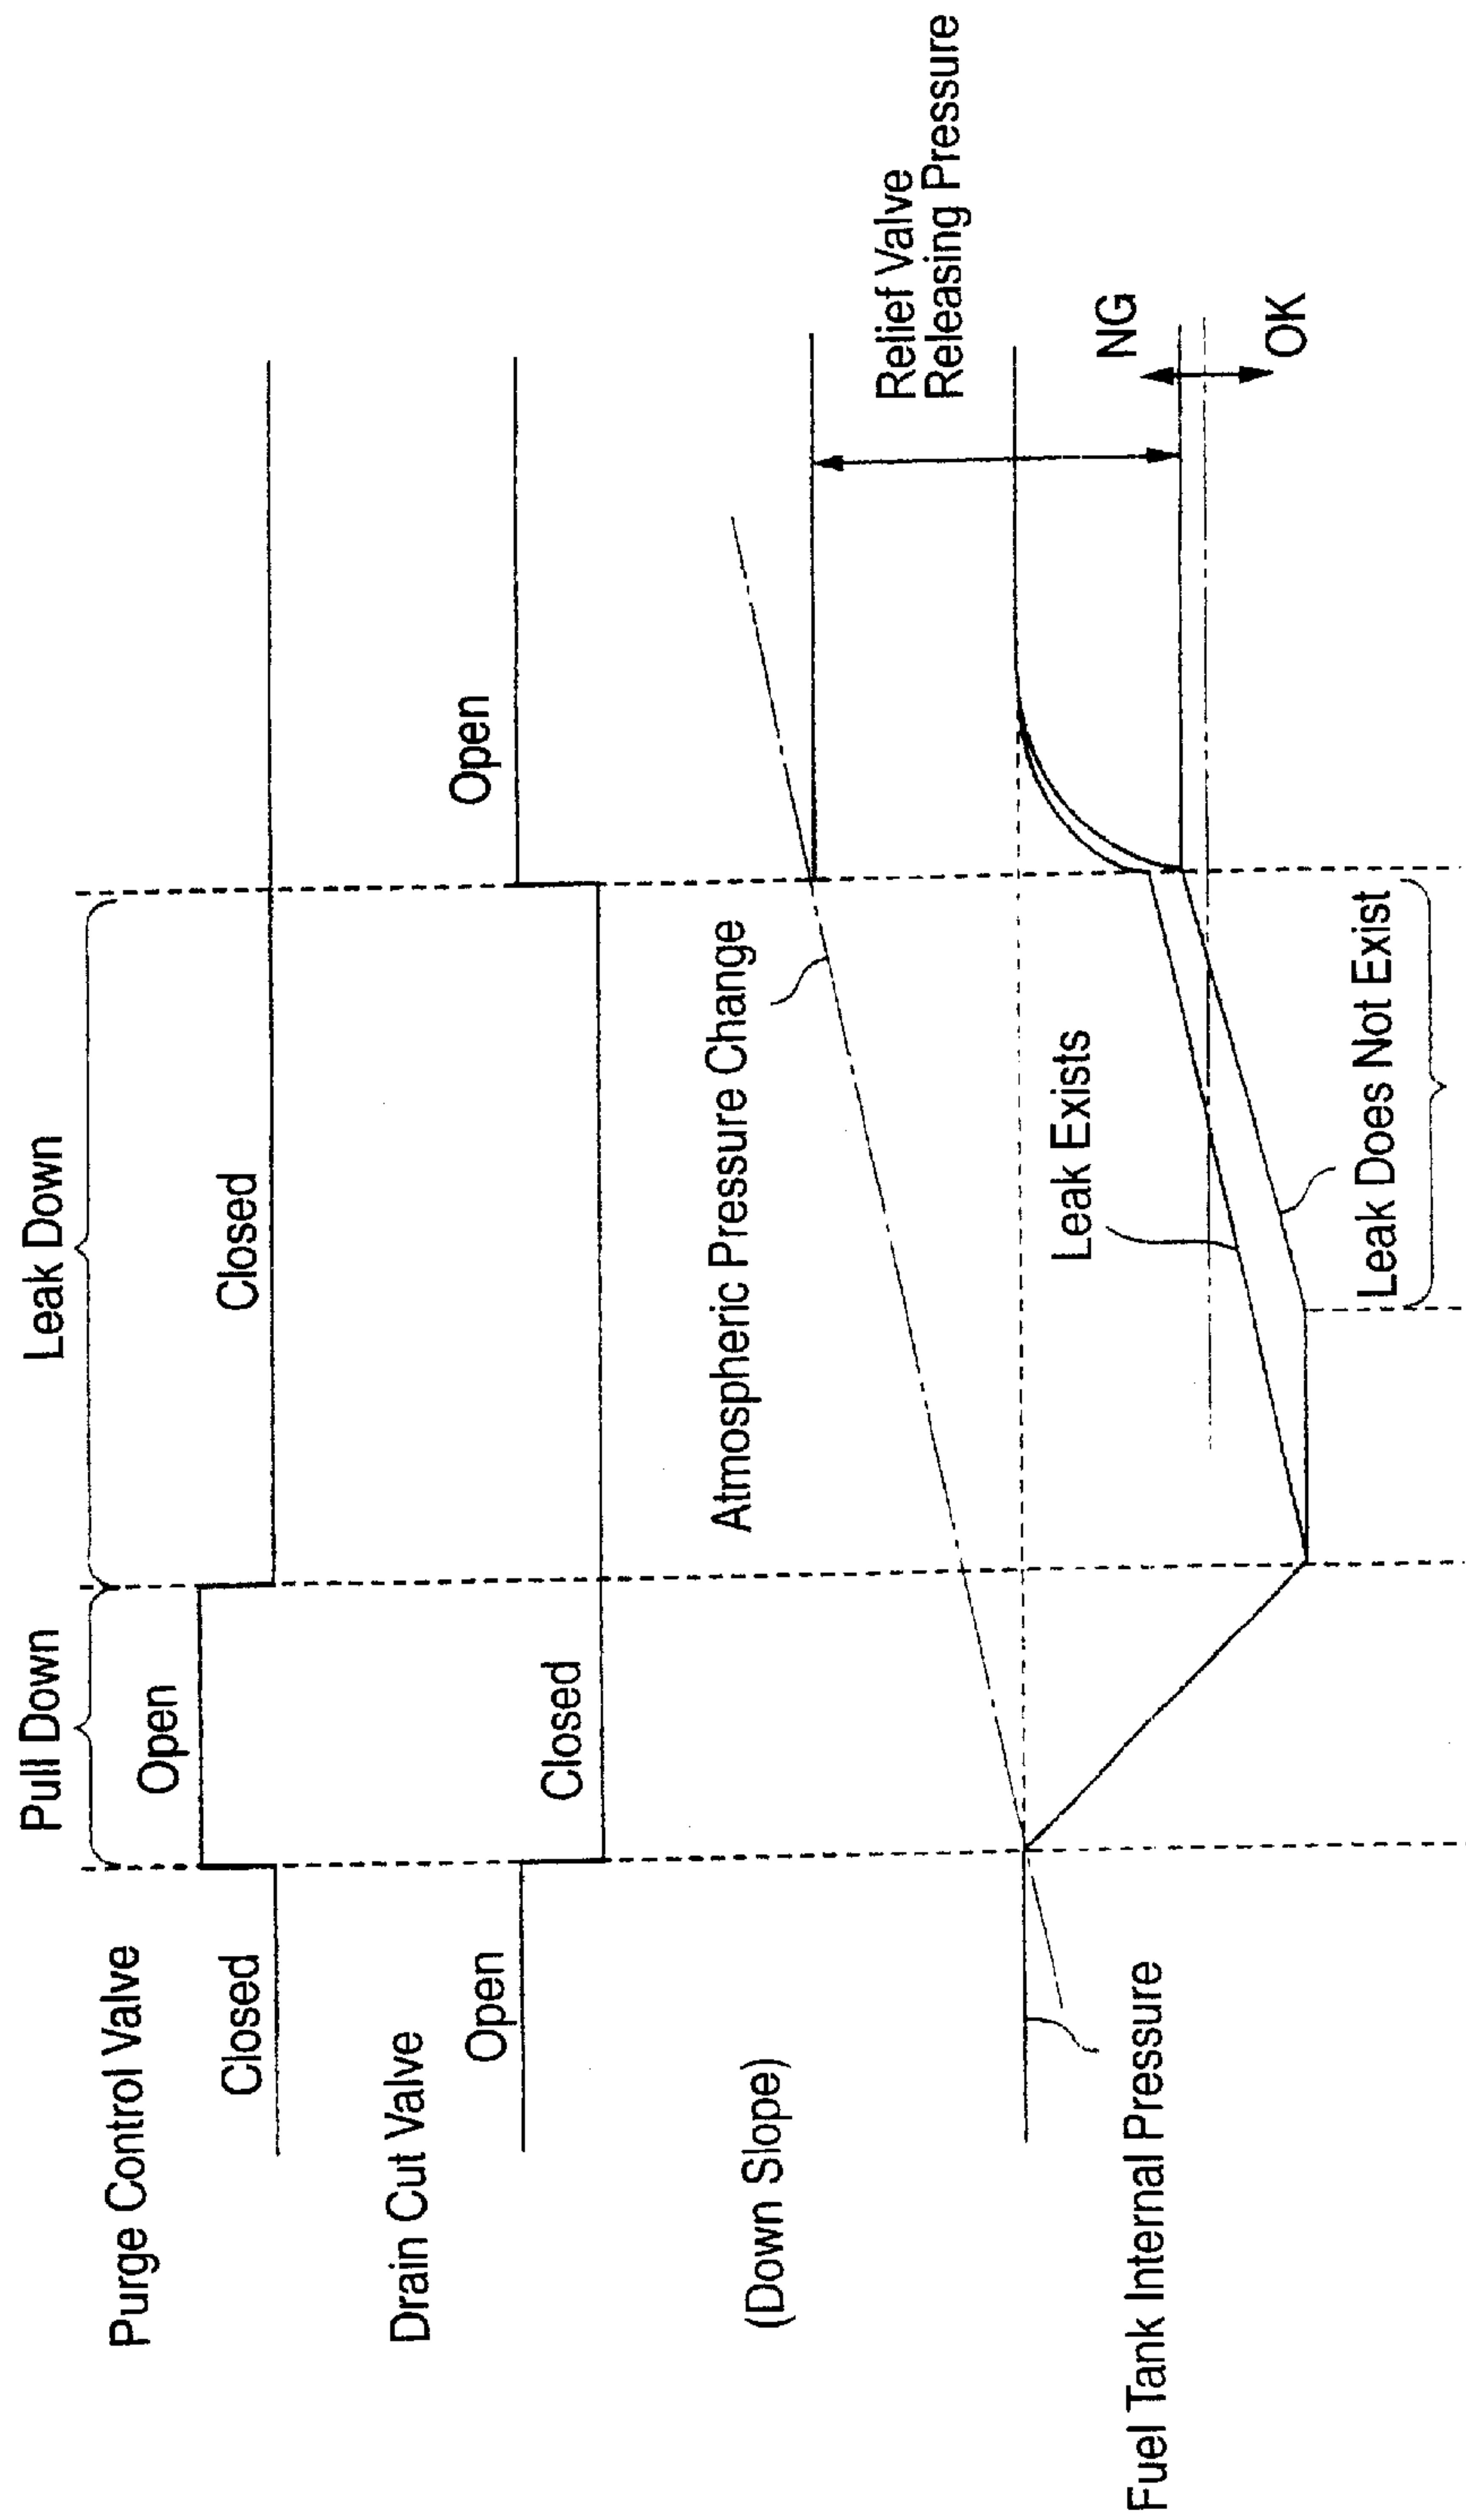 Pull Down
Leak Down
Purge Control Valve
Closed
Open
Closed
Drain Cut Valve
Open
Closed
Open
(Down Slope)
Atmospheric Pressure Change
Relief Valve
Releasing Pressure
Fuel Tank Internal Pressure
Leak Exists
NG
OK
Leak Does Not Exist